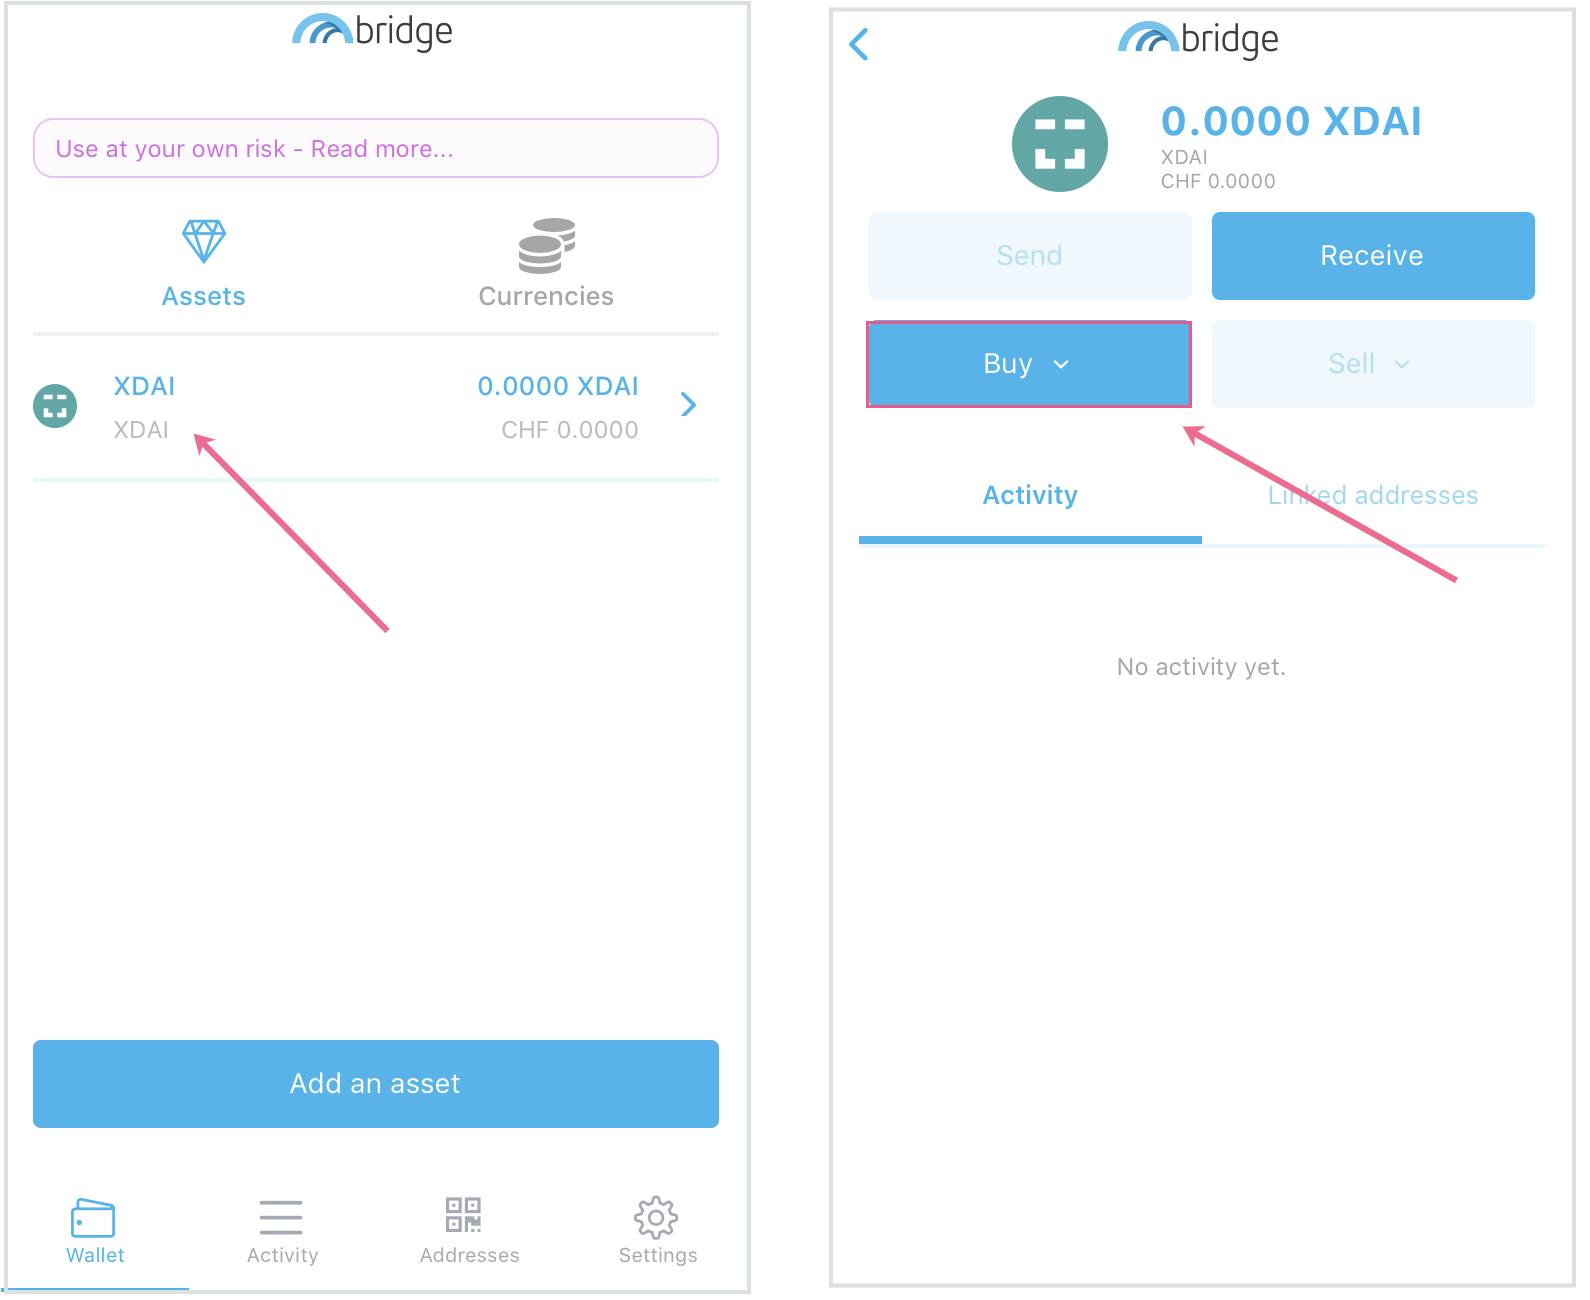 bridge
Use at your own risk - Read more...
Assets
Currencies
XDAI
0.0000 XDAI
XDAI
CHF 0.0000
Add an asset
Wallet
Activity
Addresses
Settings
bridge
0.0000 XDAI
XDAI
CHF 0.0000
Send
Receive
Buy
Sell
Activity
Linked addresses
No activity yet.